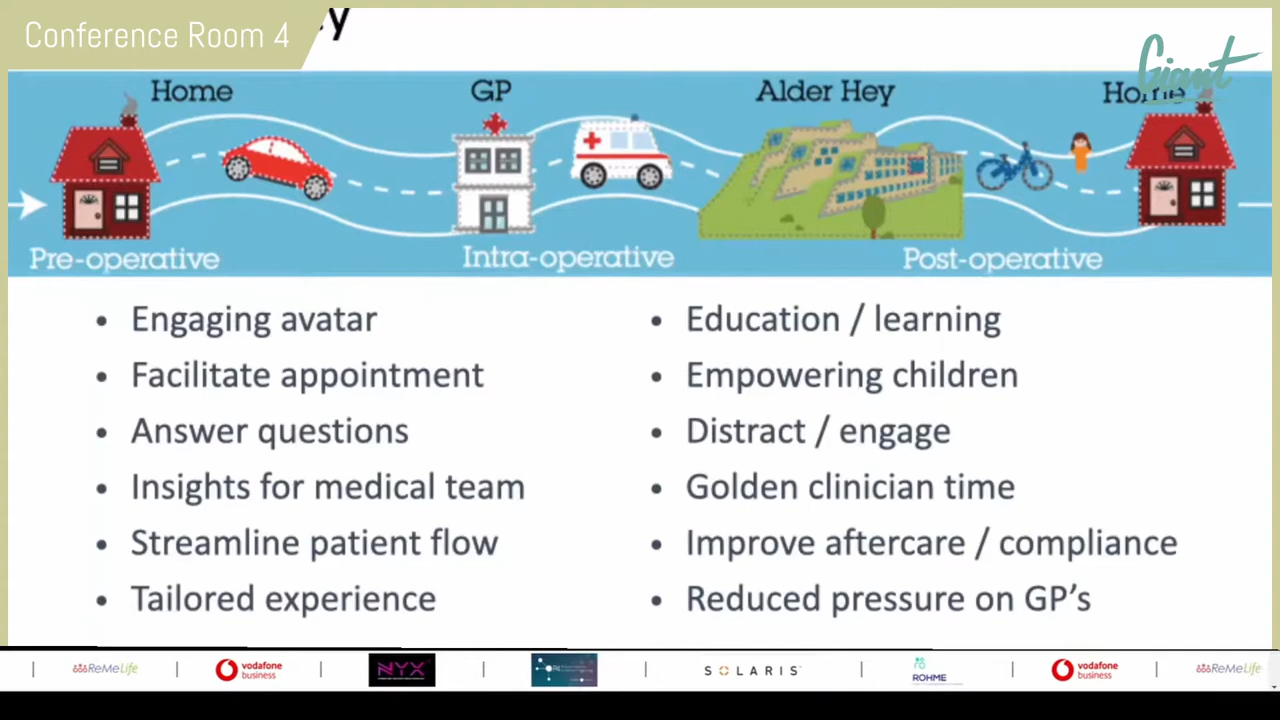 Conference Room 4
Giant
Home
GP
Alder Hey
Home
Pre-operative
Intra-operative
Post-operative
• Engaging avatar
• Facilitate appointment
• Answer questions
• Insights for medical team
• Streamline patient flow
• Tailored experience
• Education / learning
• Empowering children
• Distract / engage
• Golden clinician time
• Improve aftercare / compliance
• Reduced pressure on GP’s
ReMeLife
vodafone
business
NYX
SOLARIS
ROHME
vodafone
business
ReMeLife